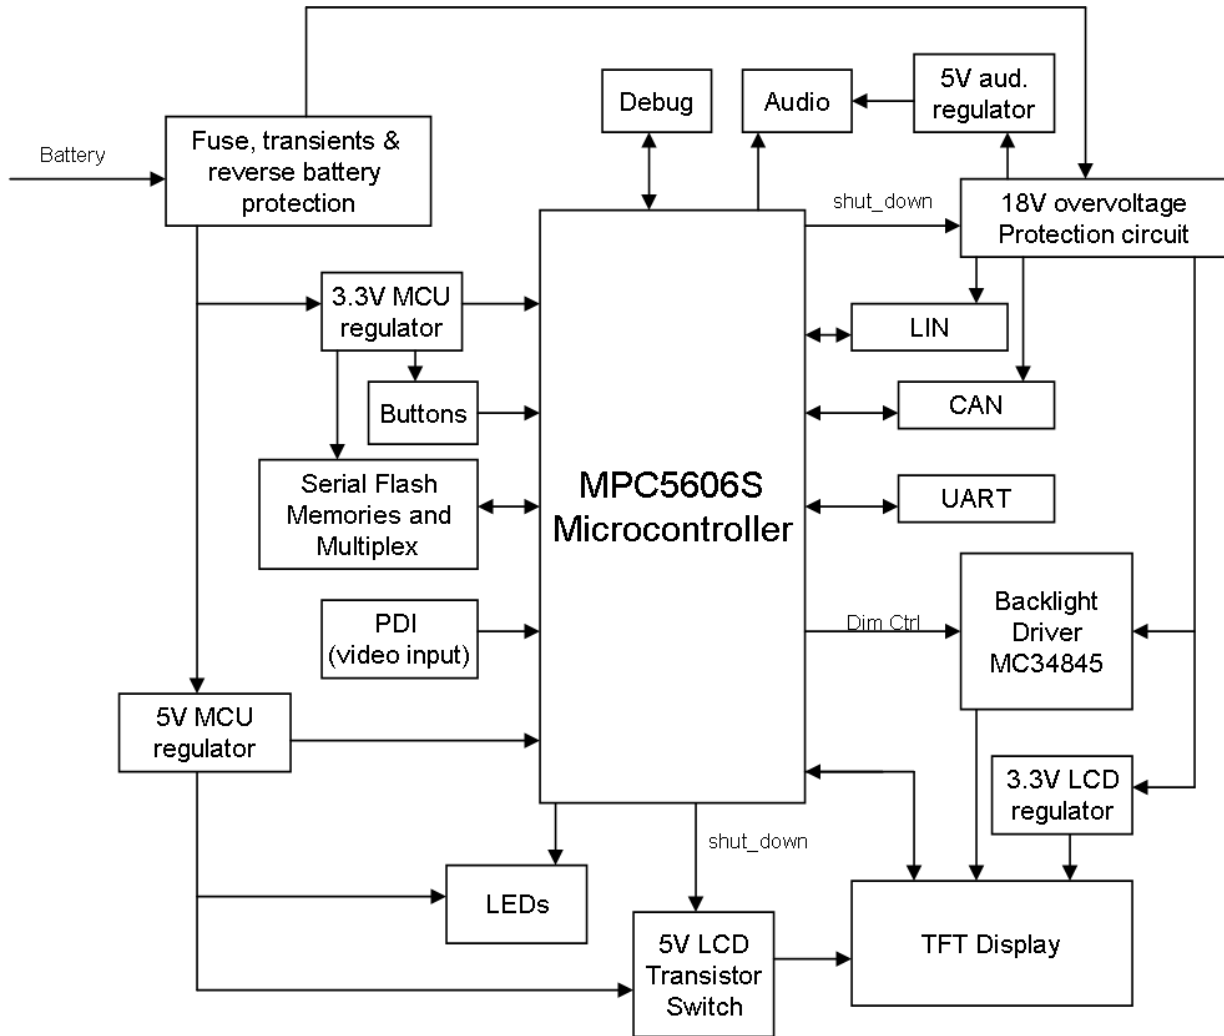 Debug
Audio
5V aud.
regulator
Battery
Fuse, transients &
reverse battery
protection
shut_down
18V overvoltage
Protection circuit
3.3V MCU
regulator
LIN
Buttons
CAN
Serial Flash
Memories and
Multiplex
MPC5606S
Microcontroller
UART
PDI
(video input)
Dim Ctrl
Backlight
Driver
MC34845
5V MCU
regulator
3.3V LCD
regulator
shut_down
LEDs
5V LCD
Transistor
Switch
TFT Display